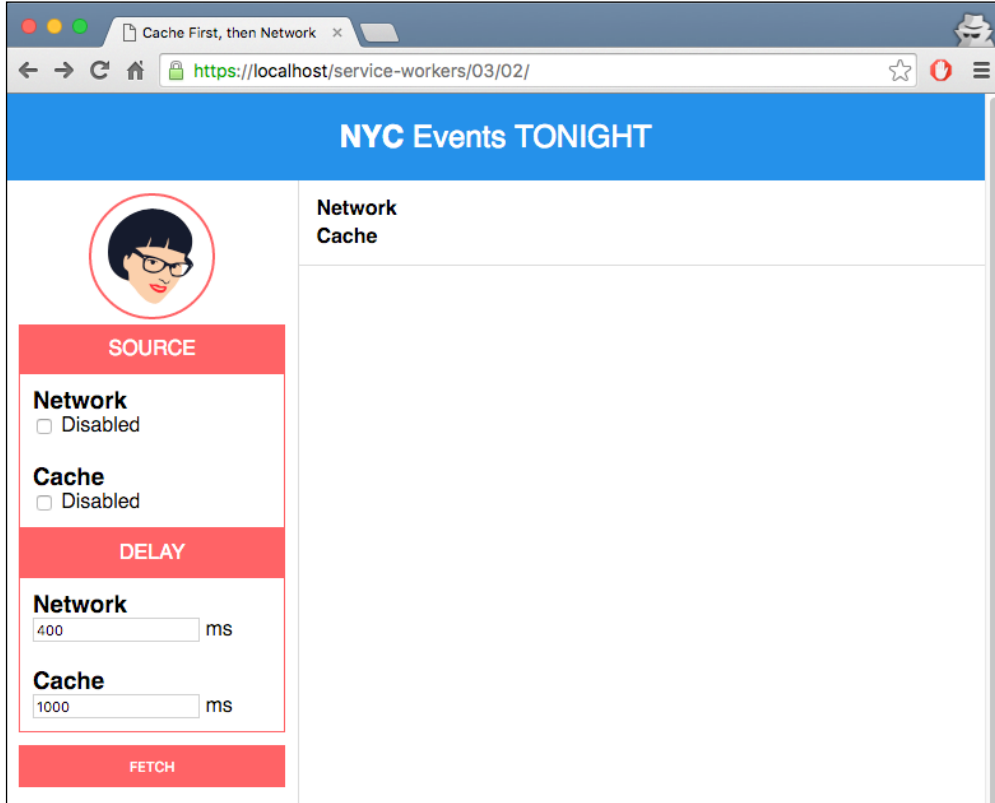 Cache First, then Network
https://localhost/service-workers/03/02/
NYC Events TONIGHT
SOURCE
Network
Disabled
Cache
Disabled
DELAY
Network
400 ms
Cache
1000 ms
FETCH
Network
Cache